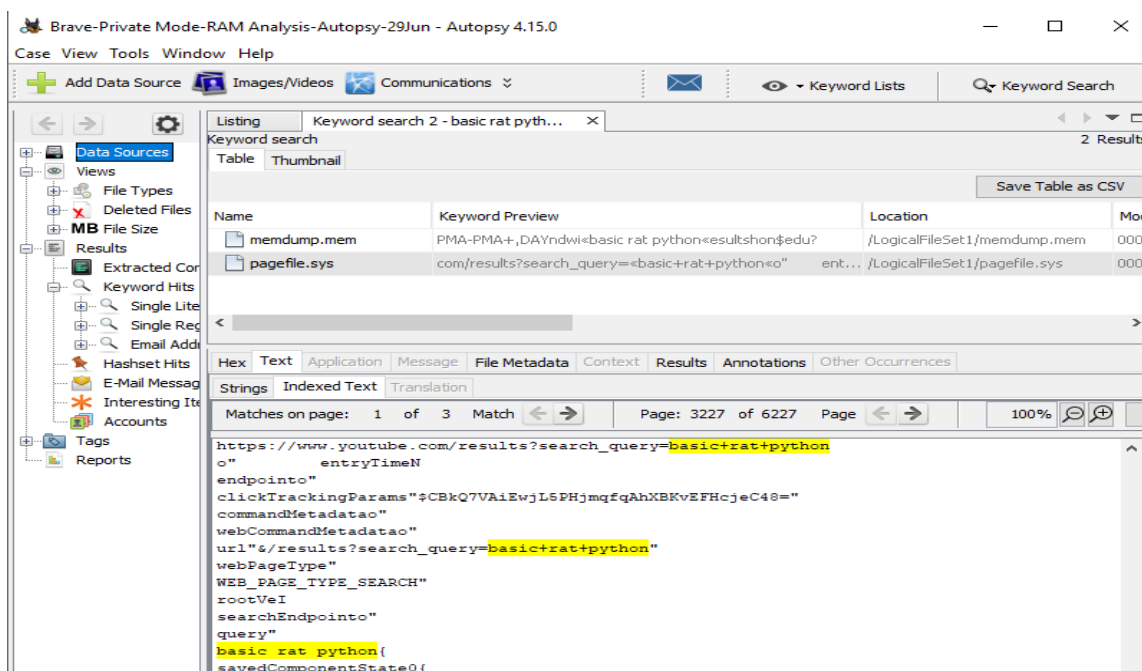 Brave-Private Mode-RAM Analysis-Autopsy-29Jun - Autopsy 4.15.0
Case View Tools Window Help
Add Data Source Images/Videos Communications Keyword Lists Keyword Search
Listing Keyword search 2 - basic rat pyth...
Keyword search 2 Results
Table Thumbnail
Save Table as CSV
Name Keyword Preview Location Mo
memdump.mem PMA-PMA+,DAYndwi«basic rat python«esultshon$edu? /LogicalFileSet1/memdump.mem 000
pagefile.sys com/results?search_query=«basic+rat+python«o" ent... /LogicalFileSet1/pagefile.sys 000
Data Sources
Views
File Types
Deleted Files
MB File Size
Results
Extracted Con
Keyword Hits
Single Lite
Single Reg
Email Addr
Hashset Hits
E-Mail Messag
Interesting Ite
Accounts
Tags
Reports
Hex Text Application Message File Metadata Context Results Annotations Other Occurrences
Strings Indexed Text Translation
Matches on page: 1 of 3 Match Page: 3227 of 6227 Page 100%
https://www.youtube.com/results?search_query=basic+rat+python
o" entryTimeN
endpointo"
clickTrackingParams"$CBkQ7VAiEwjL5PHjmqfqAhXBKvEFHcjeC48="
commandMetadatao"
webCommandMetadatao"
url"&/results?search_query=basic+rat+python"
webPageType"
WEB_PAGE_TYPE_SEARCH"
rootVeI
searchEndpointo"
query"
basic rat python{
savedComponentState0{